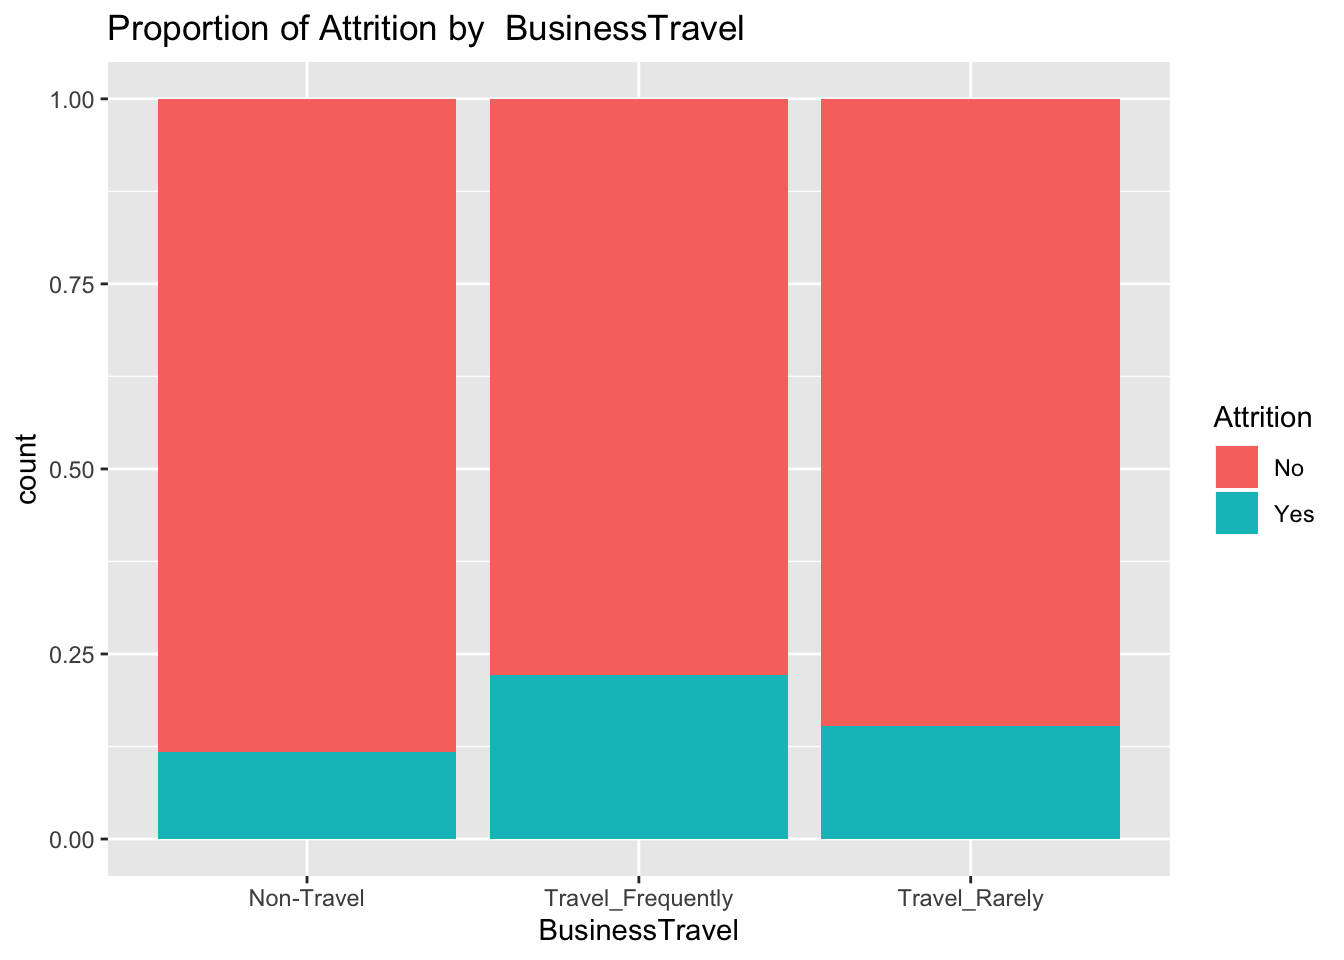 Proportion of Attrition by  BusinessTravel
1.00
0.75
0.50
0.25
0.00
count
Non-Travel
Travel_Frequently
Travel_Rarely
BusinessTravel
Attrition
No
Yes